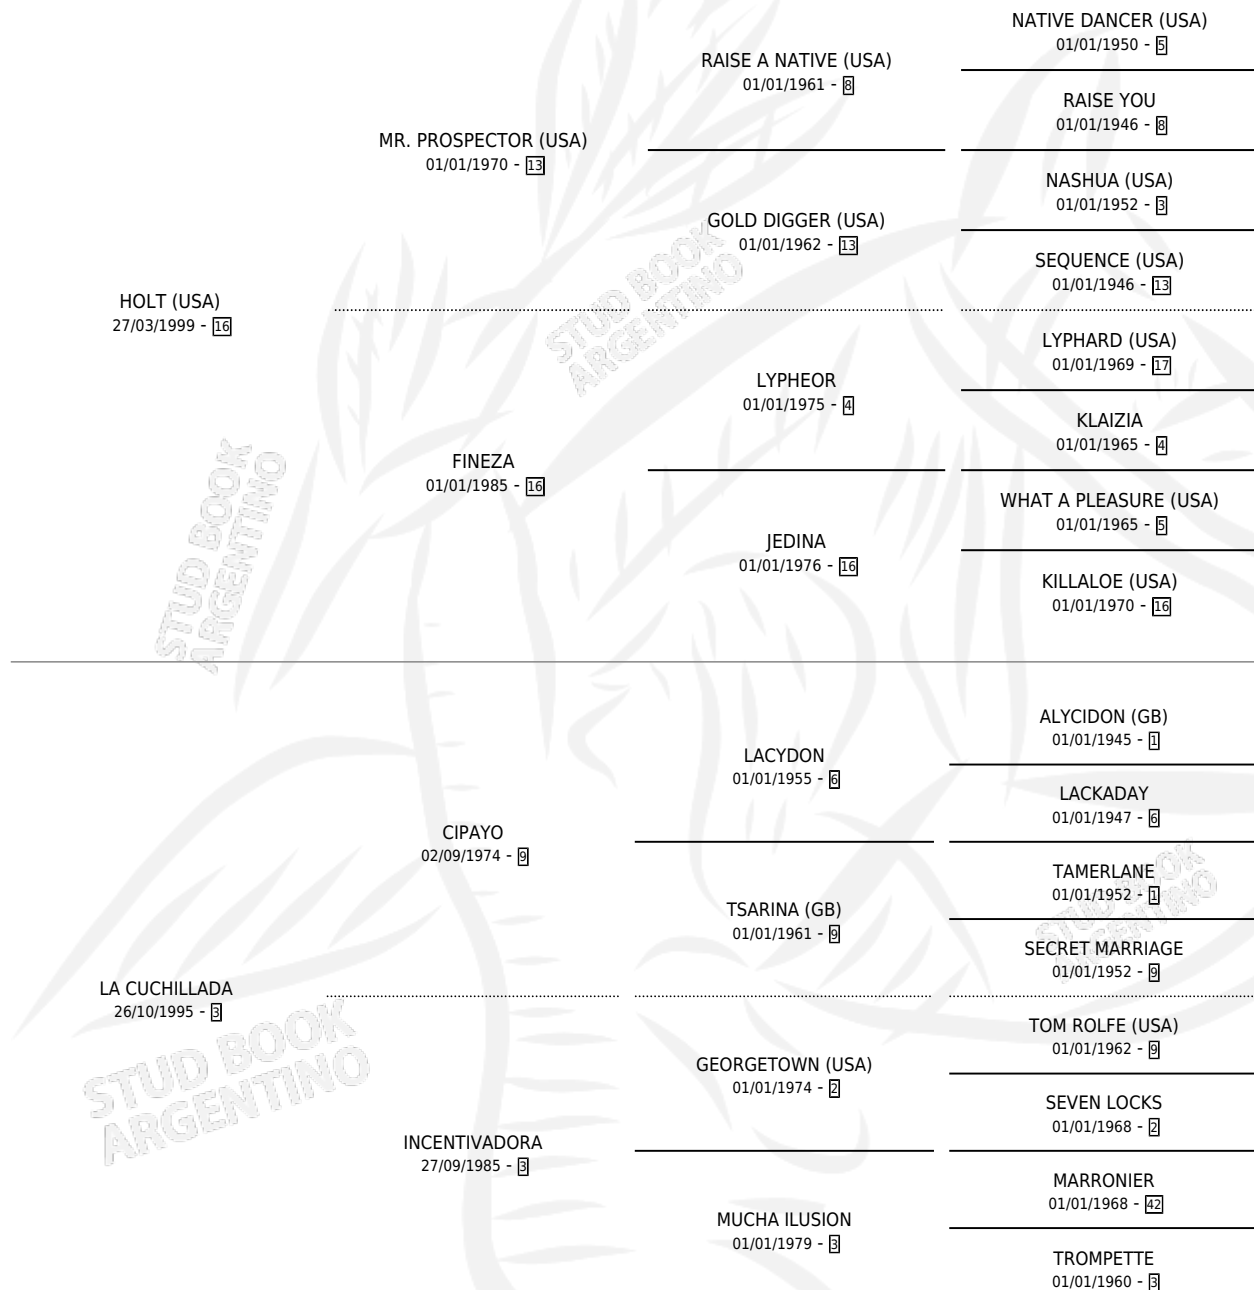 NATIVE DANCER (USA)
01/01/1950 - 5
RAISE A NATIVE (USA)
01/01/1961 - 8
RAISE YOU
01/01/1946 - 8
MR. PROSPECTOR (USA)
01/01/1970 - 13
NASHUA (USA)
01/01/1952 - 3
GOLD DIGGER (USA)
01/01/1962 - 13
SEQUENCE (USA)
01/01/1946 - 13
HOLT (USA)
27/03/1999 - 16
LYPHARD (USA)
01/01/1969 - 17
LYPHEOR
01/01/1975 - 4
KLAIZIA
01/01/1965 - 4
FINEZA
01/01/1985 - 16
WHAT A PLEASURE (USA)
01/01/1965 - 5
JEDINA
01/01/1976 - 16
KILLALOE (USA)
01/01/1970 - 16
ALYCIDON (GB)
01/01/1945 - 1
LACYDON
01/01/1955 - 6
LACKADAY
01/01/1947 - 6
CIPAYO
02/09/1974 - 9
TAMERLANE
01/01/1952 - 1
TSARINA (GB)
01/01/1961 - 9
SECRET MARRIAGE
01/01/1952 - 9
LA CUCHILLADA
26/10/1995 - 3
TOM ROLFE (USA)
01/01/1962 - 9
GEORGETOWN (USA)
01/01/1974 - 2
SEVEN LOCKS
01/01/1968 - 2
INCENTIVADORA
27/09/1985 - 3
MARRONIER
01/01/1968 - 42
MUCHA ILUSION
01/01/1979 - 3
TROMPETTE
01/01/1960 - 3
STUD BOOK
ARGENTINO
STUD BOOK
ARGENTINO
STUD BOOK
ARGENTINO
STUD BOOK
ARGENTINO